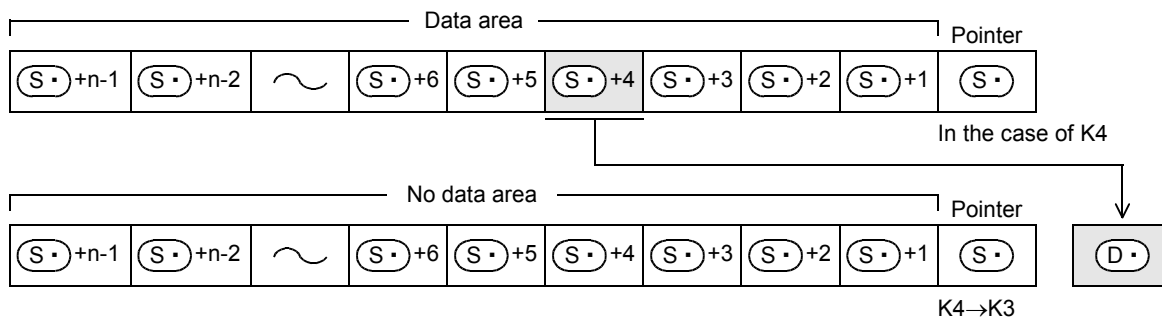 Data area
Pointer
S· +n-1 S· +n-2 S· +6 S· +5 S· +4 S· +3 S· +2 S· +1 S·
In the case of K4
No data area
Pointer
S· +n-1 S· +n-2 S· +6 S· +5 S· +4 S· +3 S· +2 S· +1 S· D·
K4→K3